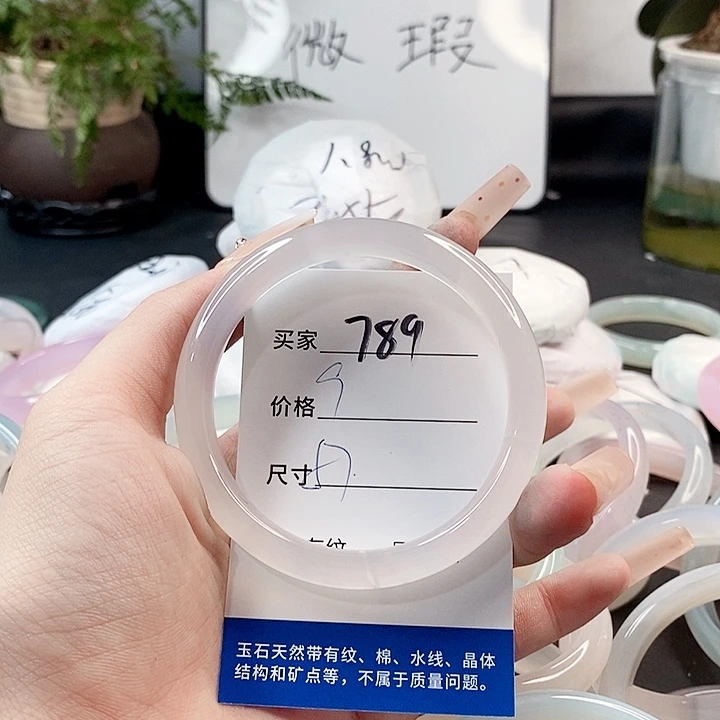 微 瑕
买家 789
价格 9
尺寸
玉石天然带有纹、棉、水线、晶体
结构和矿点等，不属于质量问题。